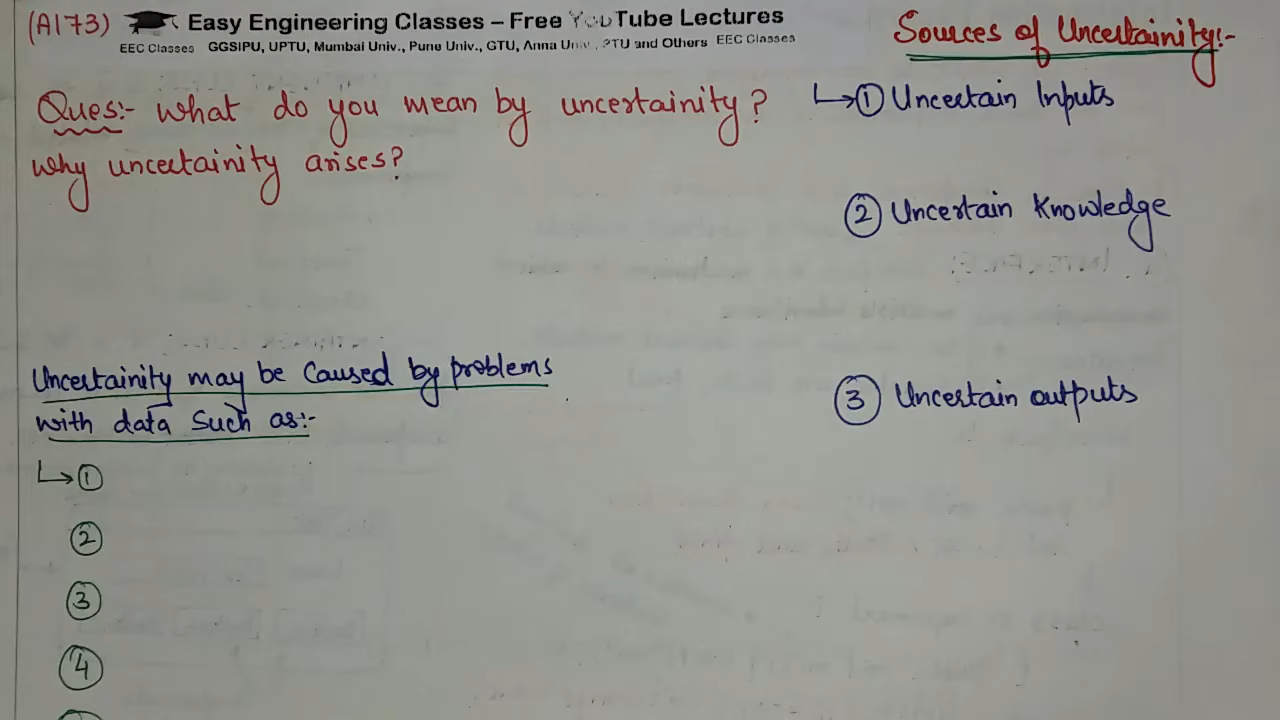 (AI73)
Easy Engineering Classes – Free YouTube Lectures
EEC Classes GGSIPU, UPTU, Mumbai Univ., Pune Univ., GTU, Anna Univ., PTU and Others EEC Classes
Ques:- What do you mean by uncertainity?
why uncertainity arises?
Uncertainity may be caused by problems
with data such as:-
↳ ①
②
③
④
Sources of Uncertainity:-
↳ ① Uncertain Inputs
② Uncertain Knowledge
③ Uncertain outputs